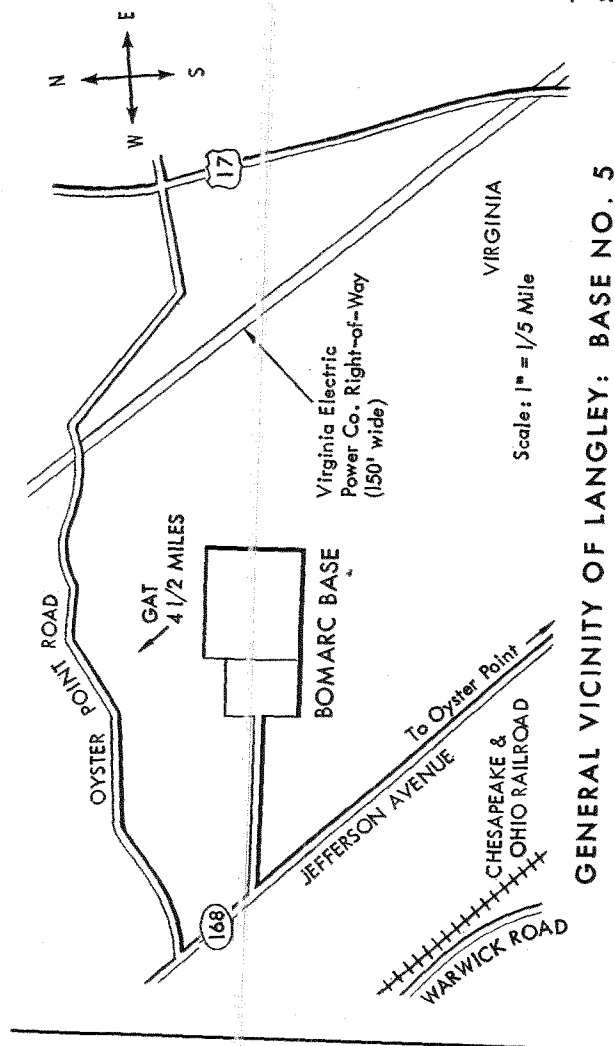 N
W E
S
17
OYSTER POINT ROAD
GAT
4 1/2 MILES
Virginia Electric
Power Co. Right-of-Way
(150' wide)
BOMARC BASE
168
JEFFERSON AVENUE
To Oyster Point
VIRGINIA
Scale: 1" = 1/5 Mile
CHESAPEAKE &
OHIO RAILROAD
WARWICK ROAD
GENERAL VICINITY OF LANGLEY: BASE NO. 5